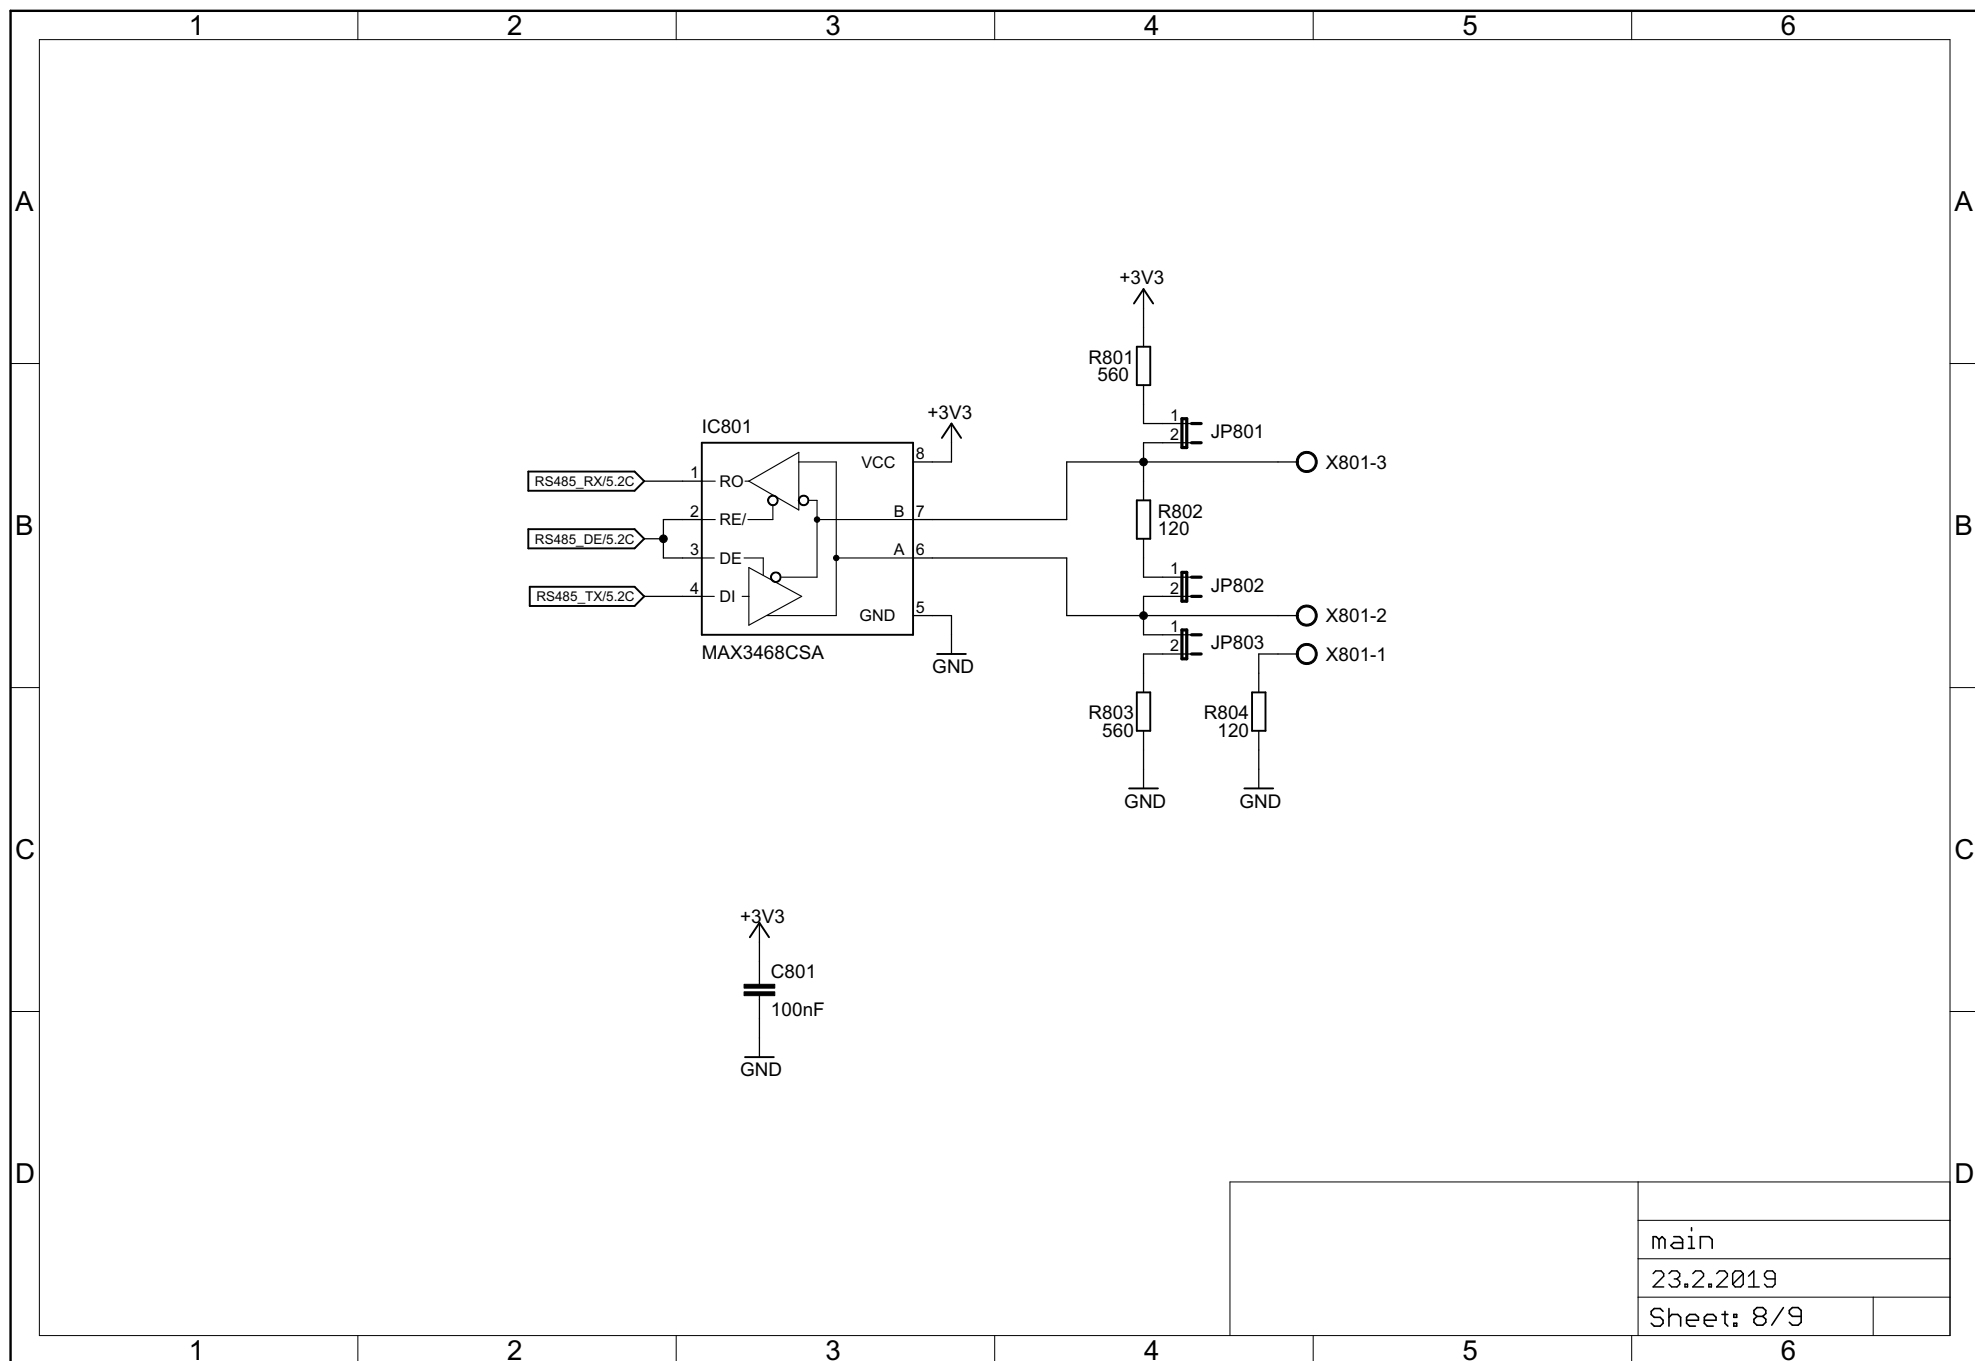 1 2 3 4 5 6
A A
+3V3
R801
560
+3V3
IC801
1
2
JP801
8
VCC
X801-3
RS485_RX/5.2C
1
RO
R802
120
2
RE/
B
7
B B
RS485_DE/5.2C
3
DE
A
6
1
2
JP802
RS485_TX/5.2C
4
DI
GND
5
X801-2
1
2
JP803
MAX3468CSA
GND
X801-1
R803
560
R804
120
GND
GND
C C
+3V3
C801
100nF
GND
D D
main
23.2.2019
Sheet: 8/9
1 2 3 4 5 6